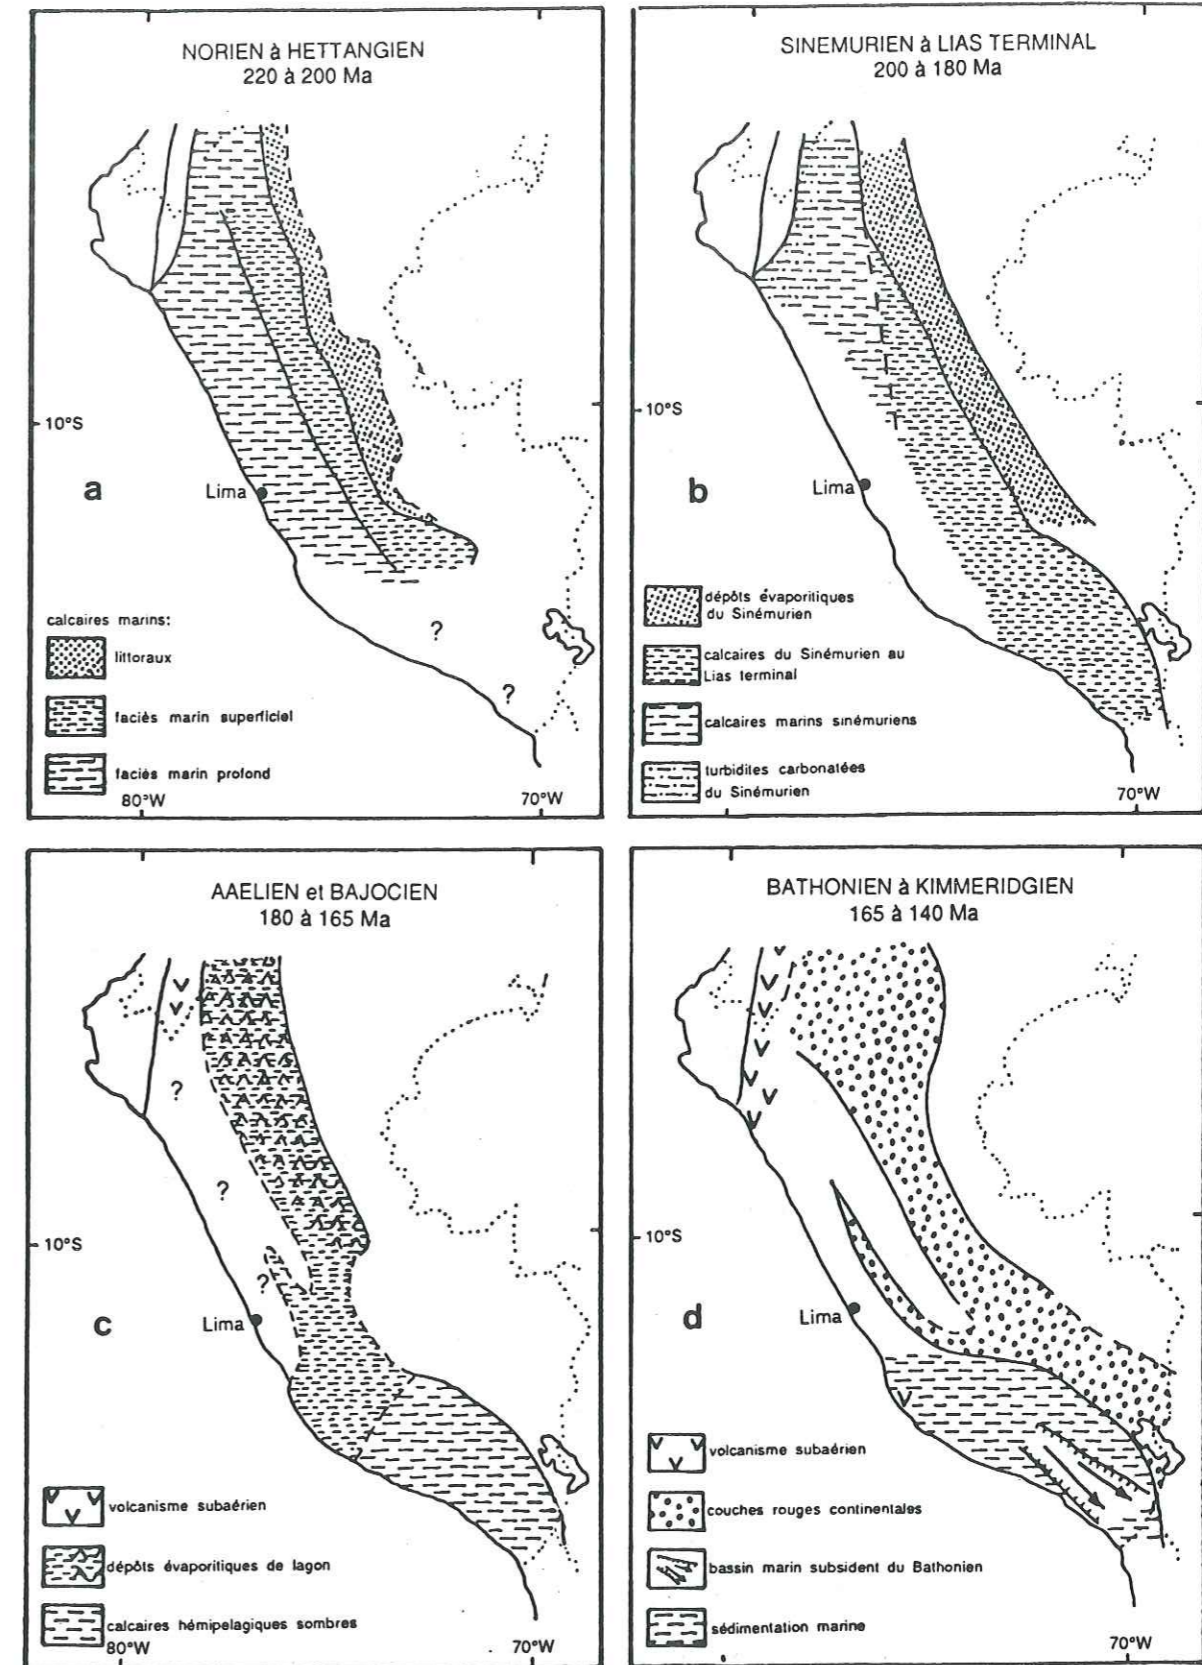 NORIEN à HETTANGIEN
220 à 200 Ma
10°S
a
Lima
?
?
calcaires marins:
littoraux
faciès marin superficiel
faciès marin profond
80°W
70°W
SINEMURIEN à LIAS TERMINAL
200 à 180 Ma
10°S
b
Lima
dépôts évaporitiques
du Sinémurien
calcaires du Sinémurien au
Lias terminal
calcaires marins sinémuriens
turbidites carbonatées
du Sinémurien
70°W
AAELIEN et BAJOCIEN
180 à 165 Ma
?
?
10°S
?
c
Lima
volcanisme subaérien
dépôts évaporitiques de lagon
calcaires hémipelagiques sombres
80°W
70°W
BATHONIEN à KIMMERIDGIEN
165 à 140 Ma
10°S
Lima
d
volcanisme subaérien
couches rouges continentales
bassin marin subsident du Bathonien
sédimentation marine
70°W